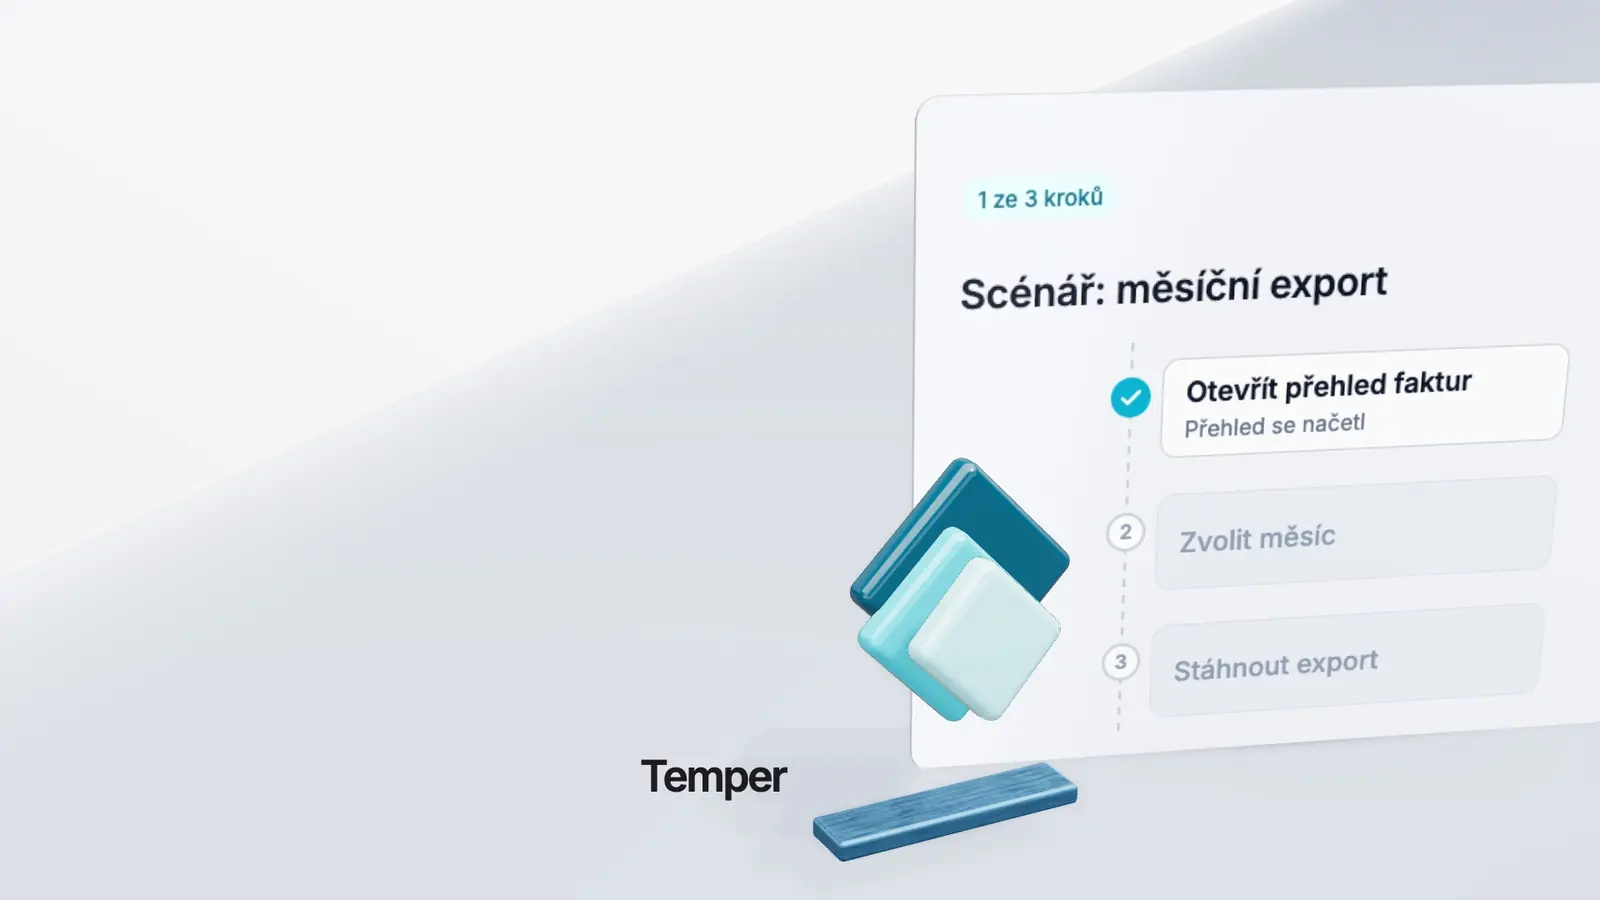 1 ze 3 kroků
Scénář: měsíční export
Otevřít přehled faktur
Přehled se načetl
2
Zvolit měsíc
3
Stáhnout export
Temper